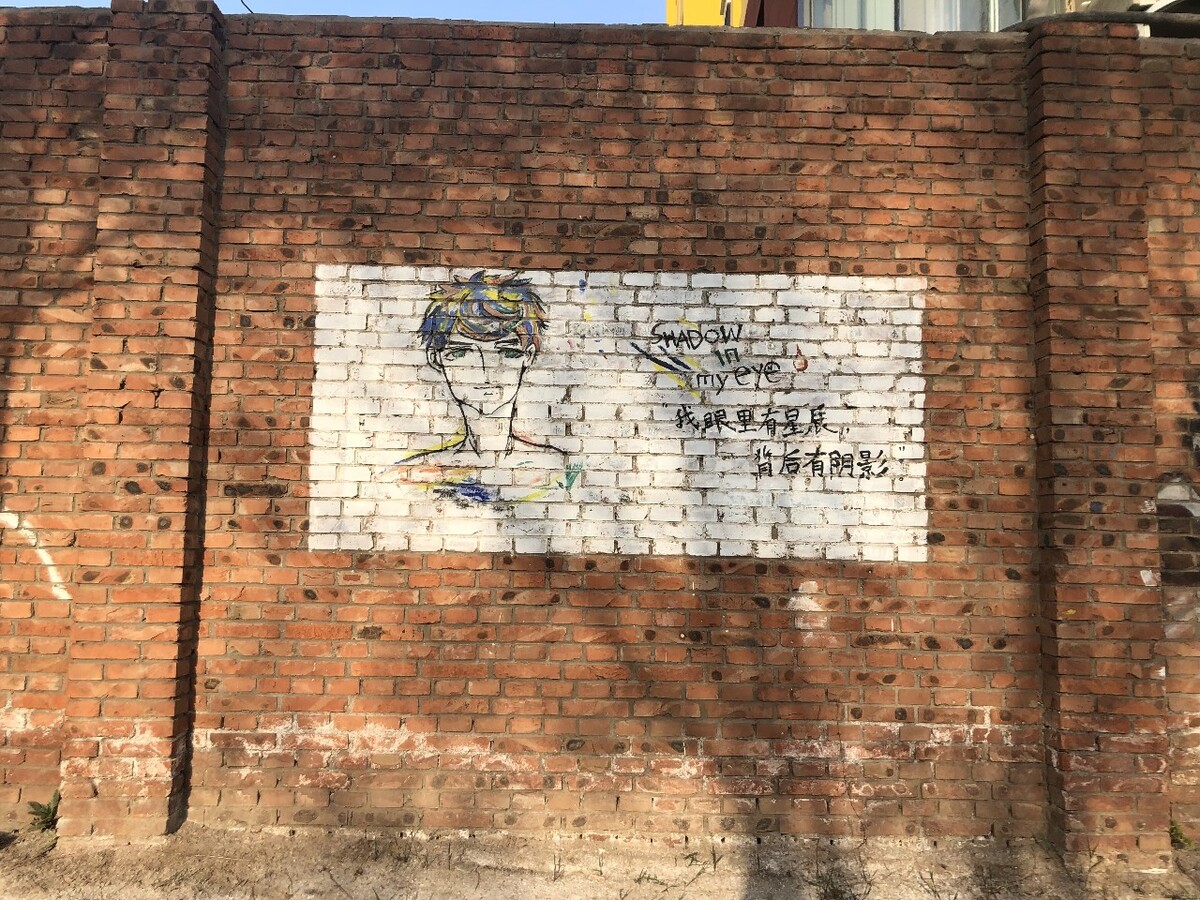 SHADOW
in
my eye
"我眼里有星辰,
背后有阴影。"